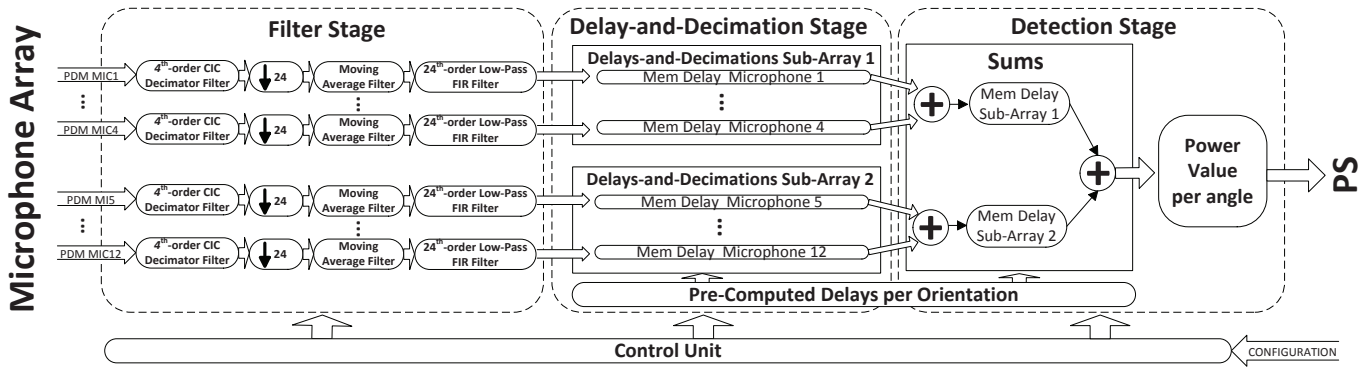 Microphone Array
Filter Stage
Delay-and-Decimation Stage
Detection Stage
PDM MIC1
4th-order CIC
Decimator Filter
24
Moving
Average Filter
24th-order Low-Pass
FIR Filter
...
...
PDM MIC4
4th-order CIC
Decimator Filter
24
Moving
Average Filter
24th-order Low-Pass
FIR Filter
PDM MI5
4th-order CIC
Decimator Filter
24
Moving
Average Filter
24th-order Low-Pass
FIR Filter
...
...
PDM MIC12
4th-order CIC
Decimator Filter
24
Moving
Average Filter
24th-order Low-Pass
FIR Filter
Delays-and-Decimations Sub-Array 1
Mem Delay Microphone 1
...
Mem Delay Microphone 4
Delays-and-Decimations Sub-Array 2
Mem Delay Microphone 5
...
Mem Delay Microphone 12
Sums
+
Mem Delay
Sub-Array 1
+
+
Mem Delay
Sub-Array 2
Power
Value
per angle
PS
Pre-Computed Delays per Orientation
Control Unit
CONFIGURATION